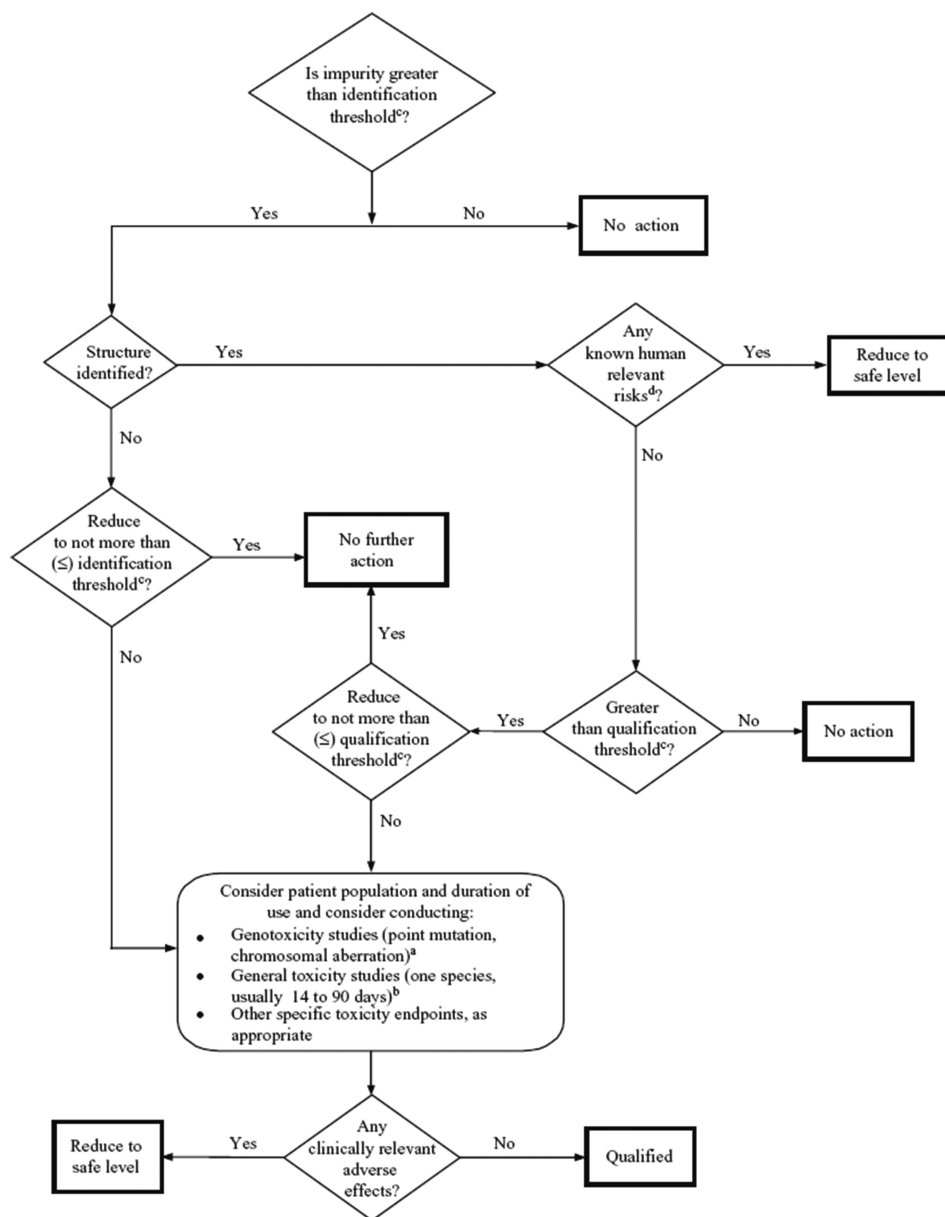 Is impurity greater
than identification
thresholdᶜ?
Yes
No
No action
Structure
identified?
Yes
Any
known human
relevant
risksᵈ?
Yes
Reduce to
safe level
No
No
Reduce
to not more than
(≤) identification
thresholdᶜ?
Yes
No further
action
Yes
No
Reduce
to not more than
(≤) qualification
thresholdᶜ?
Yes
Greater
than qualification
thresholdᶜ?
No
No action
No
Consider patient population and duration of
use and consider conducting:
• Genotoxicity studies (point mutation,
chromosomal aberration)ᵃ
• General toxicity studies (one species,
usually 14 to 90 days)ᵇ
• Other specific toxicity endpoints, as
appropriate
Reduce to
safe level
Yes
Any
clinically relevant
adverse
effects?
No
Qualified